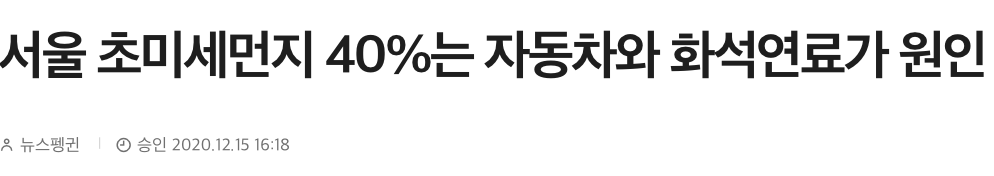 서울 초미세먼지 40%는 자동차와 화석연료가 원인
뉴스펭귄 승인 2020.12.15 16:18